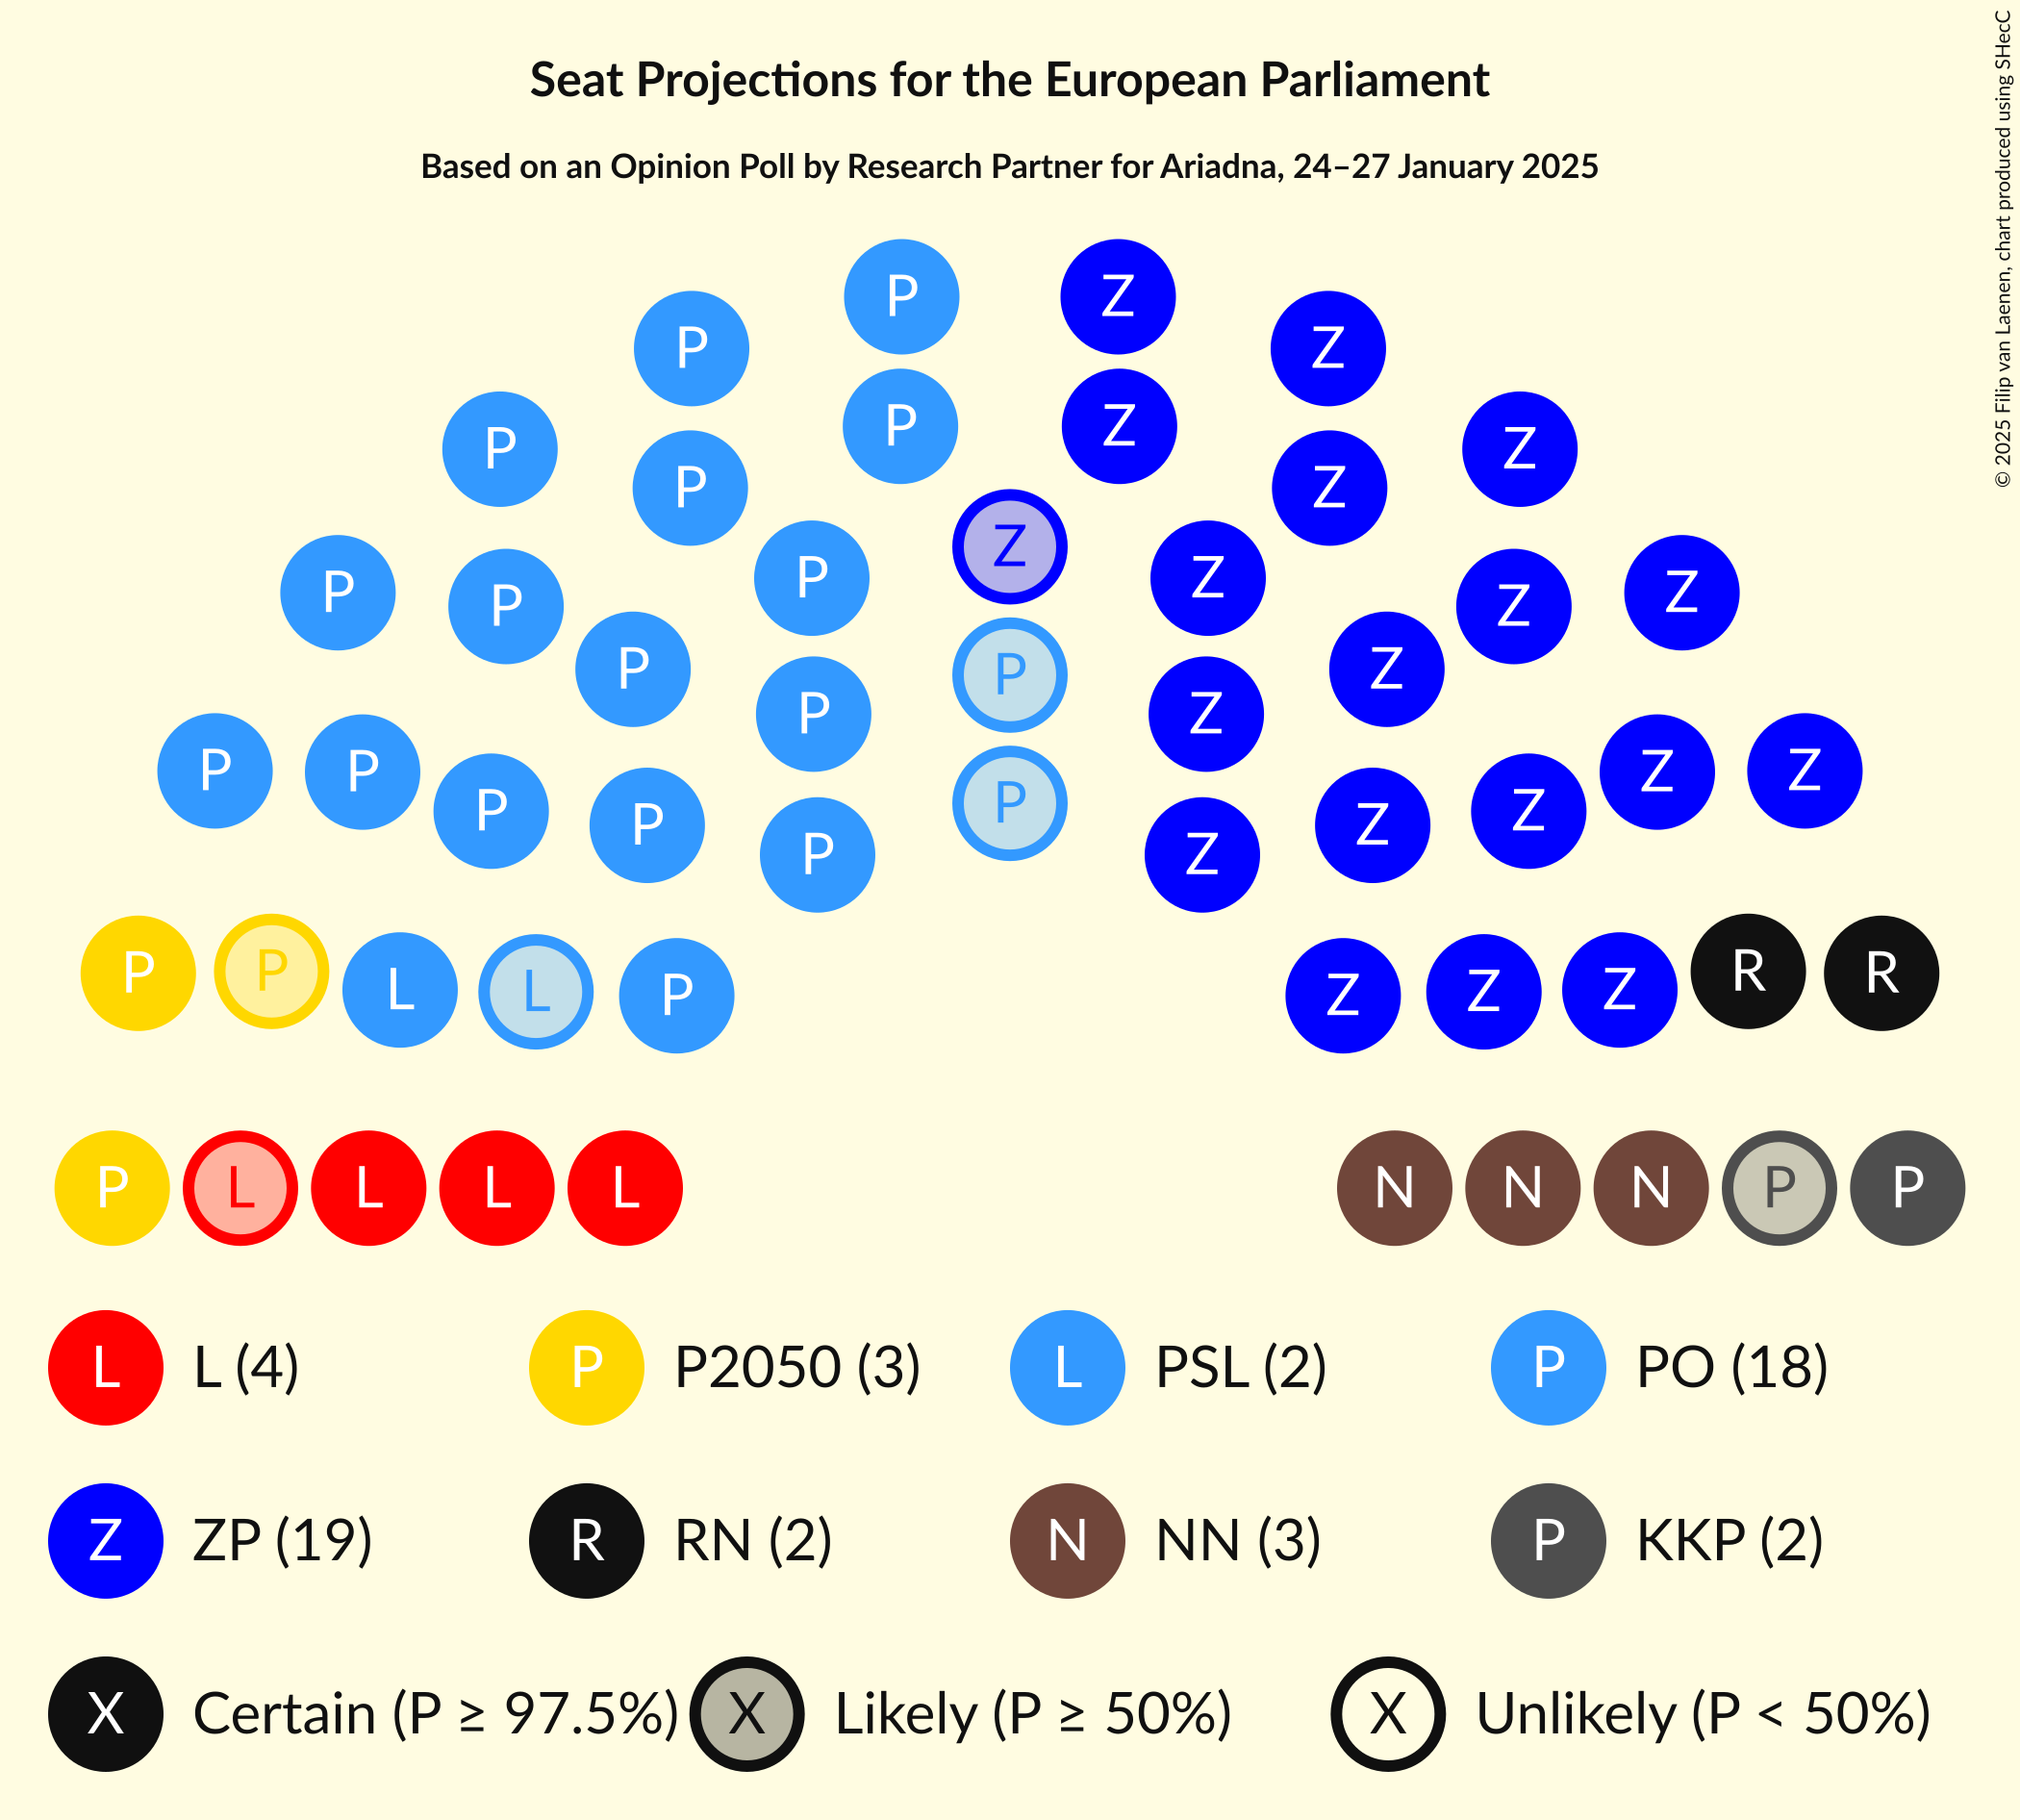 Seat Projections for the European Parliament
Based on an Opinion Poll by Research Partner for Ariadna, 24–27 January 2025
© 2025 Filip van Laenen, chart produced using SHecC
P Z
P Z
P Z
P Z
P Z
P Z
Z
P Z
P Z
P Z
P Z
P
P Z
P Z
P Z
P
P Z
P Z
P Z
P P L L P Z Z Z R R
P L L L L N N N P P
L L (4) P P2050 (3) L PSL (2) P PO (18)
Z ZP (19) R RN (2) N NN (3) P KKP (2)
X Certain (P ≥ 97.5%) X Likely (P ≥ 50%) X Unlikely (P < 50%)